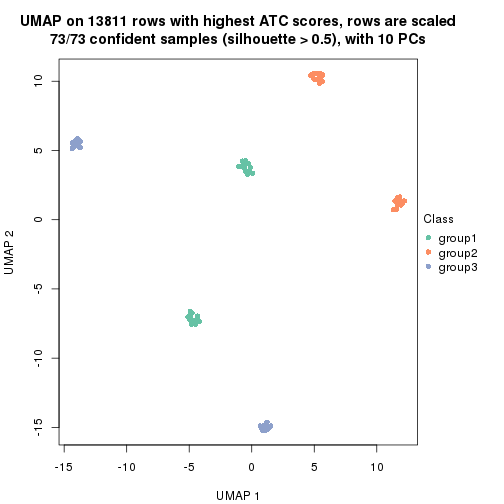 UMAP on 13811 rows with highest ATC scores, rows are scaled
73/73 confident samples (silhouette > 0.5), with 10 PCs
10
5
0
-5
-10
-15
UMAP 2
-15
-10
-5
0
5
10
UMAP 1
Class
group1
group2
group3